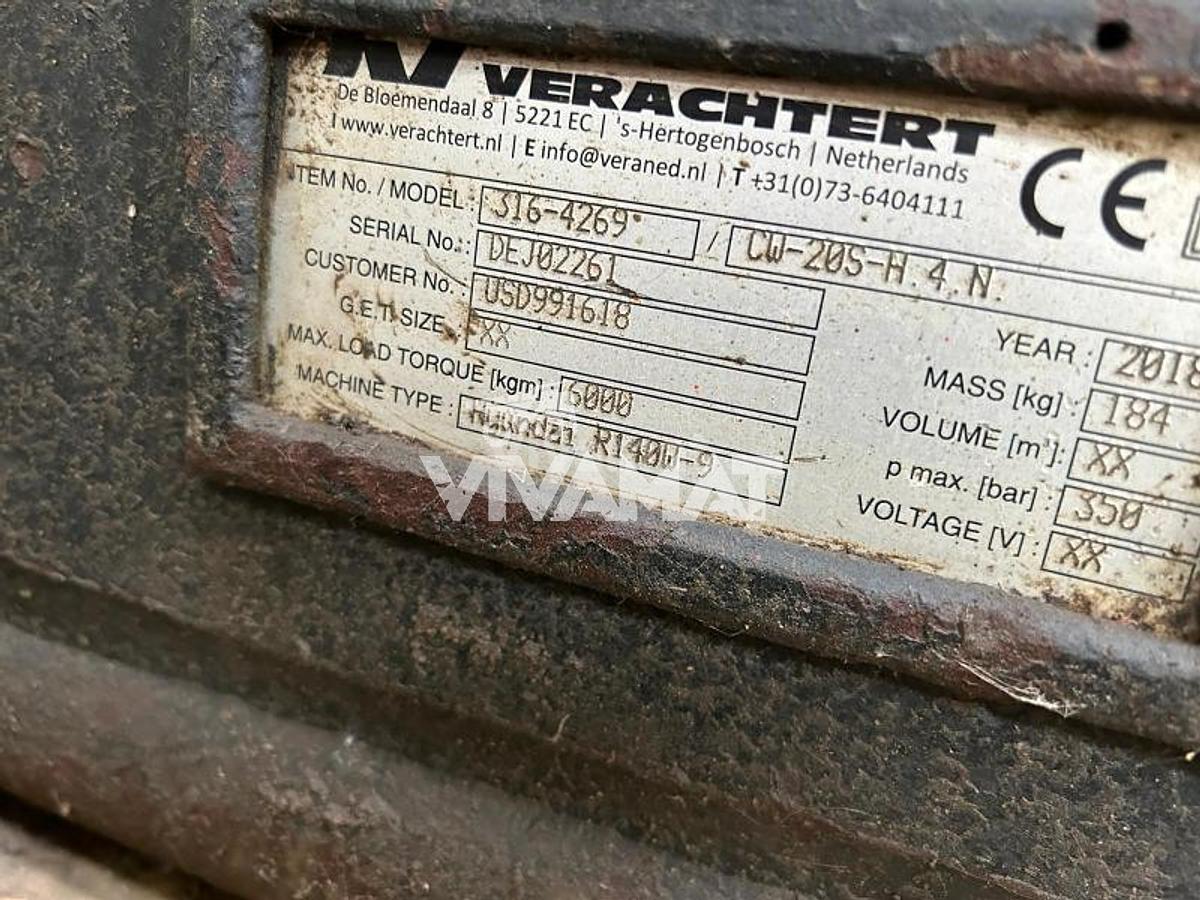 VERACHTERT
De Bloemendaal 8 | 5221 EC | 's-Hertogenbosch | Netherlands
I www.verachtert.nl | E info@veraned.nl | T +31(0)73-6404111
CE
ITEM No. / MODEL : 316-4269 / CW-20S-H.4.N.
SERIAL No. : DEJ02261
CUSTOMER No. : USD991618
G.E.T. SIZE : XX
MAX. LOAD TORQUE [kgm] : 6000
MACHINE TYPE : Hyundai R140W-9
YEAR : 2018
MASS [kg] : 184
VOLUME [m³]: XX
p max. [bar] : 350
VOLTAGE [V] : XX
VIVAMAT